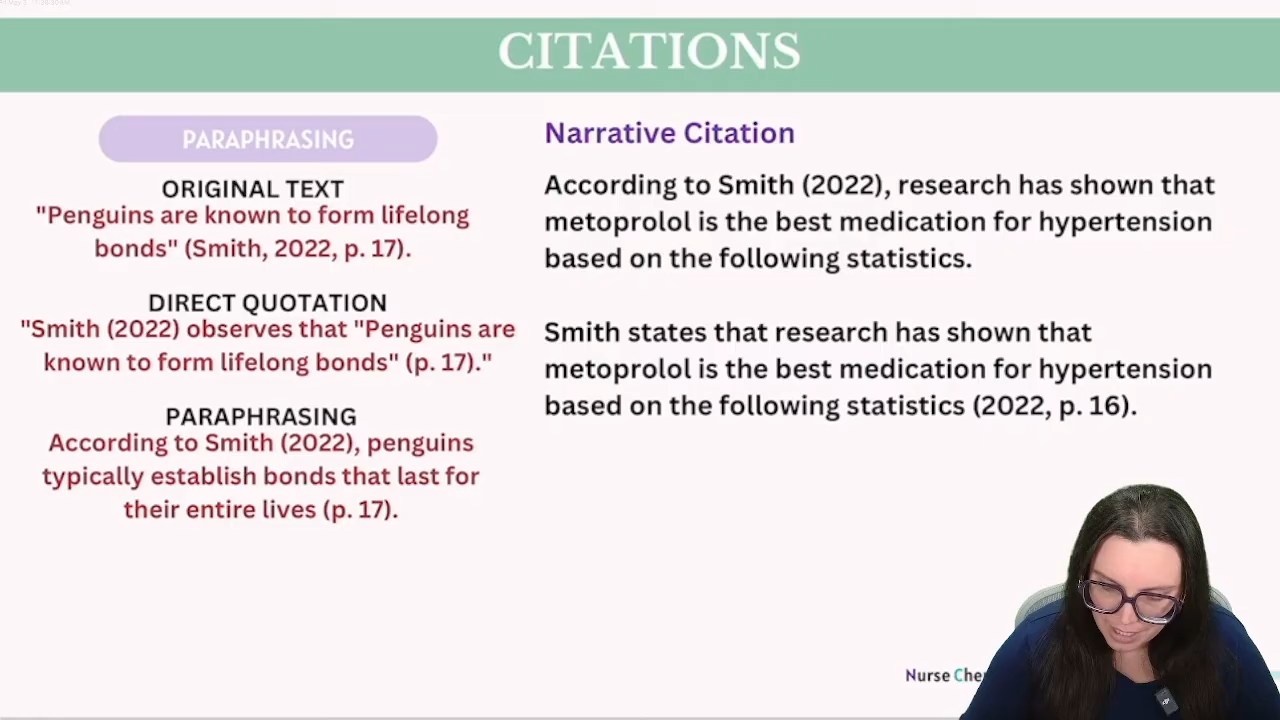 CITATIONS
PARAPHRASING
ORIGINAL TEXT
"Penguins are known to form lifelong
bonds" (Smith, 2022, p. 17).
DIRECT QUOTATION
"Smith (2022) observes that "Penguins are
known to form lifelong bonds" (p. 17)."
PARAPHRASING
According to Smith (2022), penguins
typically establish bonds that last for
their entire lives (p. 17).
Narrative Citation
According to Smith (2022), research has shown that
metoprolol is the best medication for hypertension
based on the following statistics.
Smith states that research has shown that
metoprolol is the best medication for hypertension
based on the following statistics (2022, p. 16).
Nurse